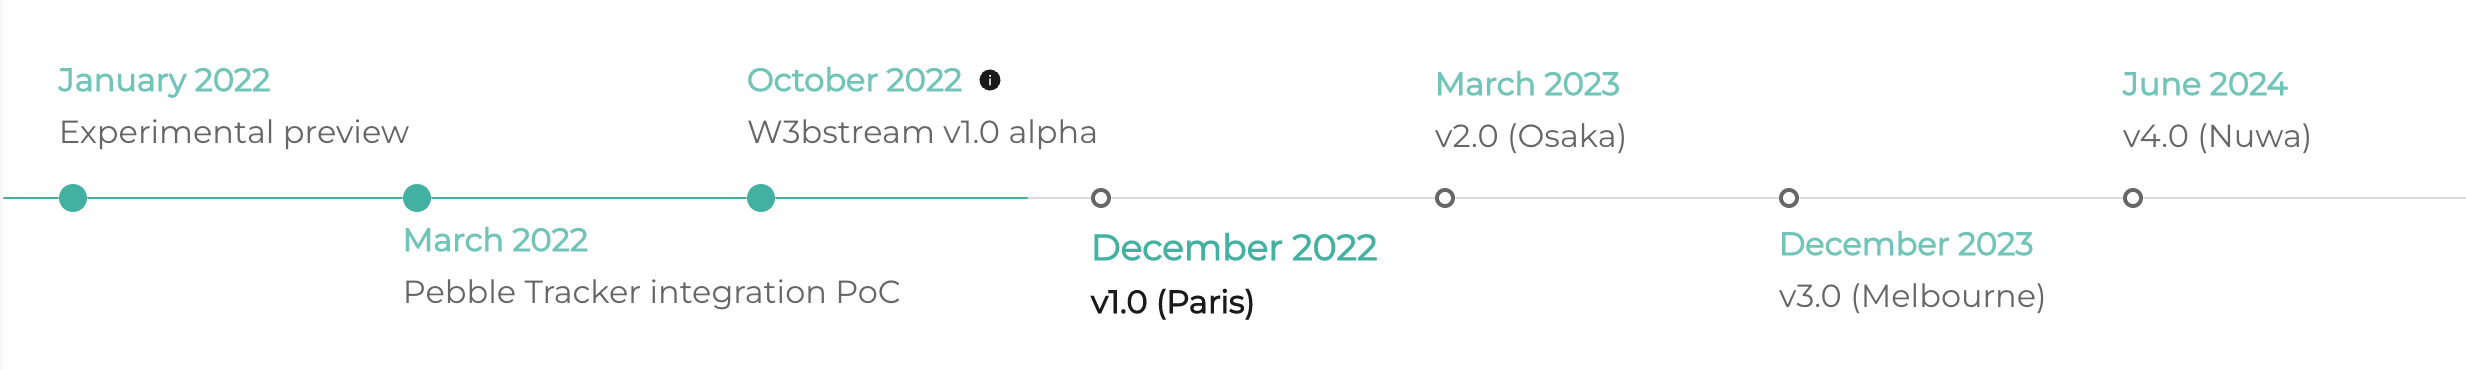 January 2022
Experimental preview
March 2022
Pebble Tracker integration PoC
October 2022
W3bstream v1.0 alpha
December 2022
v1.0 (Paris)
March 2023
v2.0 (Osaka)
December 2023
v3.0 (Melbourne)
June 2024
v4.0 (Nuwa)